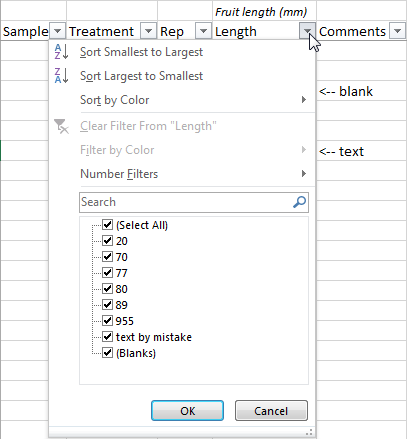 Fruit length (mm)
Sample Treatment Rep Length Comments
Sort Smallest to Largest
Sort Largest to Smallest
<-- blank
Sort by Color
Clear Filter From "Length"
Filter by Color
<-- text
Number Filters
Search
(Select All)
20
70
77
80
89
955
text by mistake
(Blanks)
OK Cancel